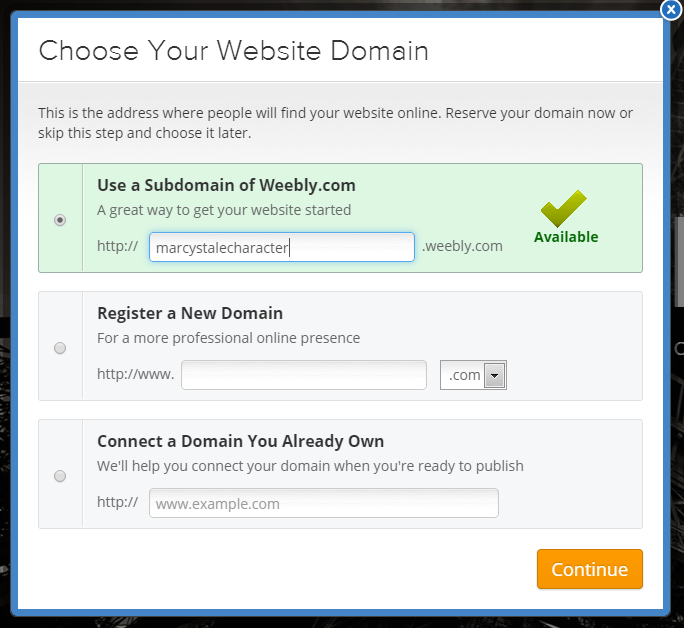 Choose Your Website Domain
This is the address where people will find your website online. Reserve your domain now or
skip this step and choose it later.
Use a Subdomain of Weebly.com
A great way to get your website started
http:// marcystalecharacter .weebly.com
Available
Register a New Domain
For a more professional online presence
http://www. .com
Connect a Domain You Already Own
We'll help you connect your domain when you're ready to publish
http:// www.example.com
Continue